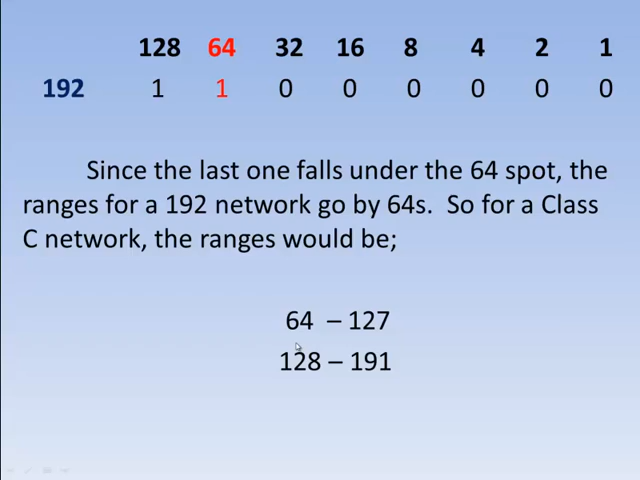 128 64 32 16 8 4 2 1
192 1 1 0 0 0 0 0 0
Since the last one falls under the 64 spot, the
ranges for a 192 network go by 64s. So for a Class
C network, the ranges would be;
64 – 127
128 – 191